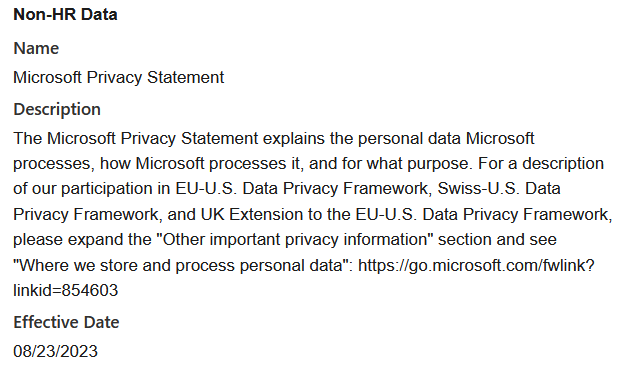 Non-HR Data
Name
Microsoft Privacy Statement
Description
The Microsoft Privacy Statement explains the personal data Microsoft
processes, how Microsoft processes it, and for what purpose. For a description
of our participation in EU-U.S. Data Privacy Framework, Swiss-U.S. Data
Privacy Framework, and UK Extension to the EU-U.S. Data Privacy Framework,
please expand the "Other important privacy information" section and see
"Where we store and process personal data": https://go.microsoft.com/fwlink?
linkid=854603
Effective Date
08/23/2023